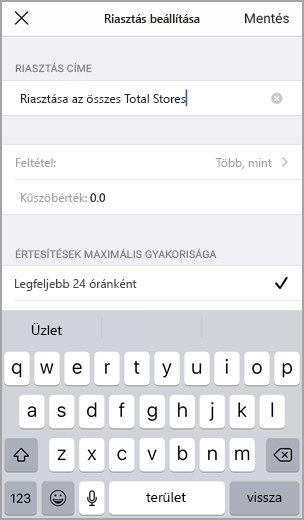 Riasztás beállítása Mentés
RIASZTÁS CÍME
Riasztása az összes Total Stores
Feltétel: Több, mint
Küszöbérték: 0.0
ÉRTESÍTÉSEK MAXIMÁLIS GYAKORISÁGA
Legfeljebb 24 óránként
Üzlet
q w e r t y u i o p
a s d f g h j k l
z x c v b n m
123 terület vissza